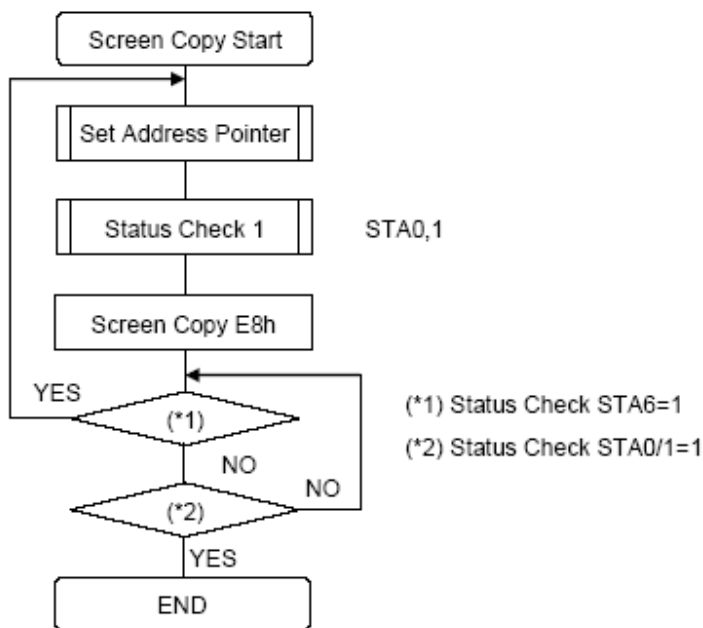 Screen Copy Start
Set Address Pointer
Status Check 1
STA0,1
Screen Copy E8h
YES
(*1)
(*1) Status Check STA6=1
(*2) Status Check STA0/1=1
NO
NO
(*2)
YES
END